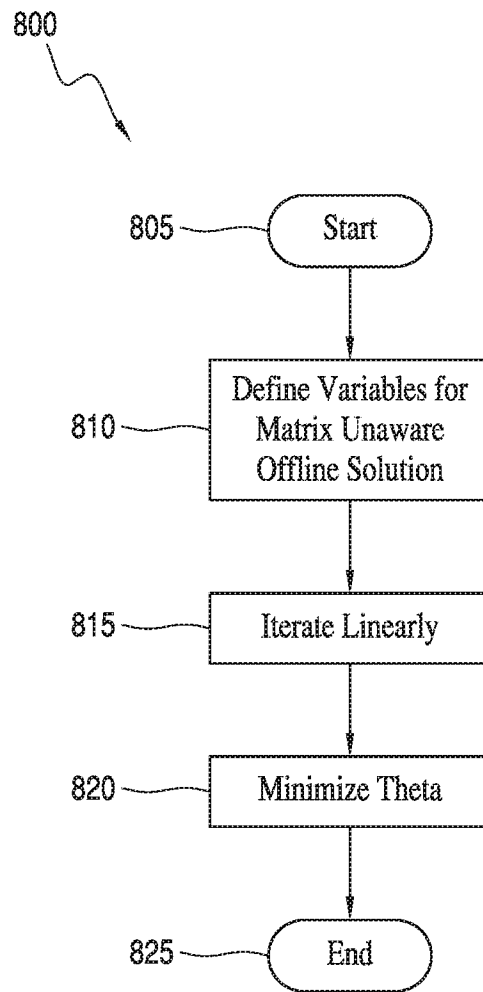 800
805
Start
810
Define Variables for
Matrix Unaware
Offline Solution
815
Iterate Linearly
820
Minimize Theta
825
End